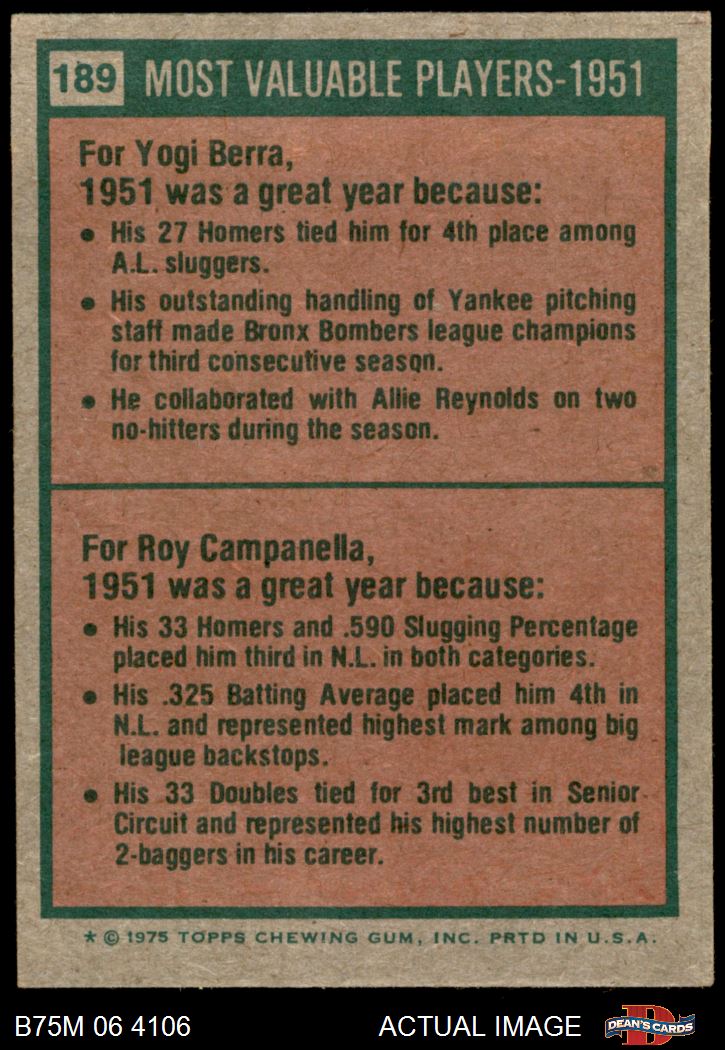 189 MOST VALUABLE PLAYERS-1951
For Yogi Berra,
1951 was a great year because:
• His 27 Homers tied him for 4th place among
A.L. sluggers.
• His outstanding handling of Yankee pitching
staff made Bronx Bombers league champions
for third consecutive season.
• He collaborated with Allie Reynolds on two
no-hitters during the season.
For Roy Campanella,
1951 was a great year because:
• His 33 Homers and .590 Slugging Percentage
placed him third in N.L. in both categories.
• His .325 Batting Average placed him 4th in
N.L. and represented highest mark among big
league backstops.
• His 33 Doubles tied for 3rd best in Senior
Circuit and represented his highest number of
2-baggers in his career.
* © 1975 TOPPS CHEWING GUM, INC. PRTD IN U.S.A.
B75M 06 4106 ACTUAL IMAGE D DEAN'S CARDS